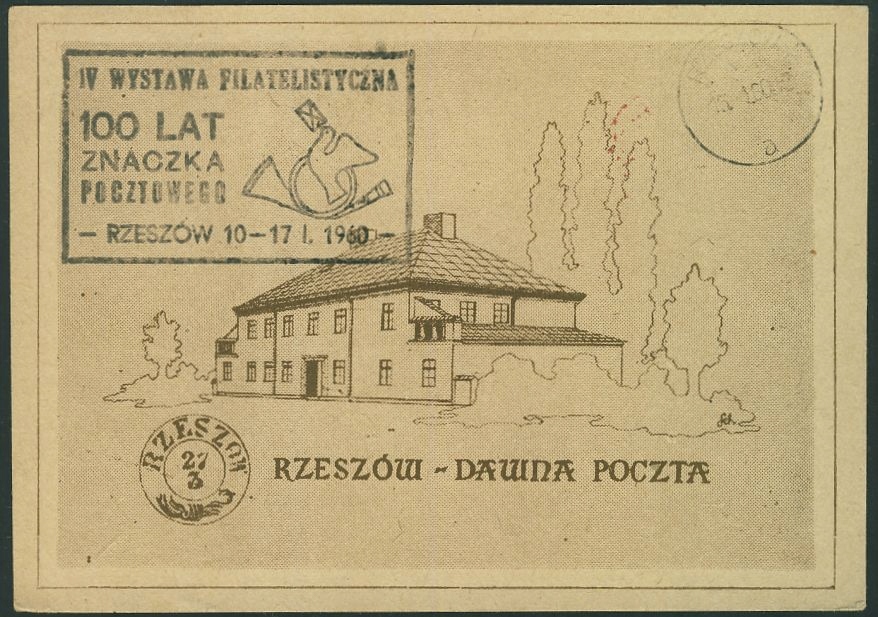 IV WYSTAWA FILATELISTYCZNA
100 LAT
ZNACZKA
POCZTOWEGO
— RZESZÓW 10–17 I. 1960 —
a
RZESZOW
27
3
RZESZÓW - DAWNA POCZTA